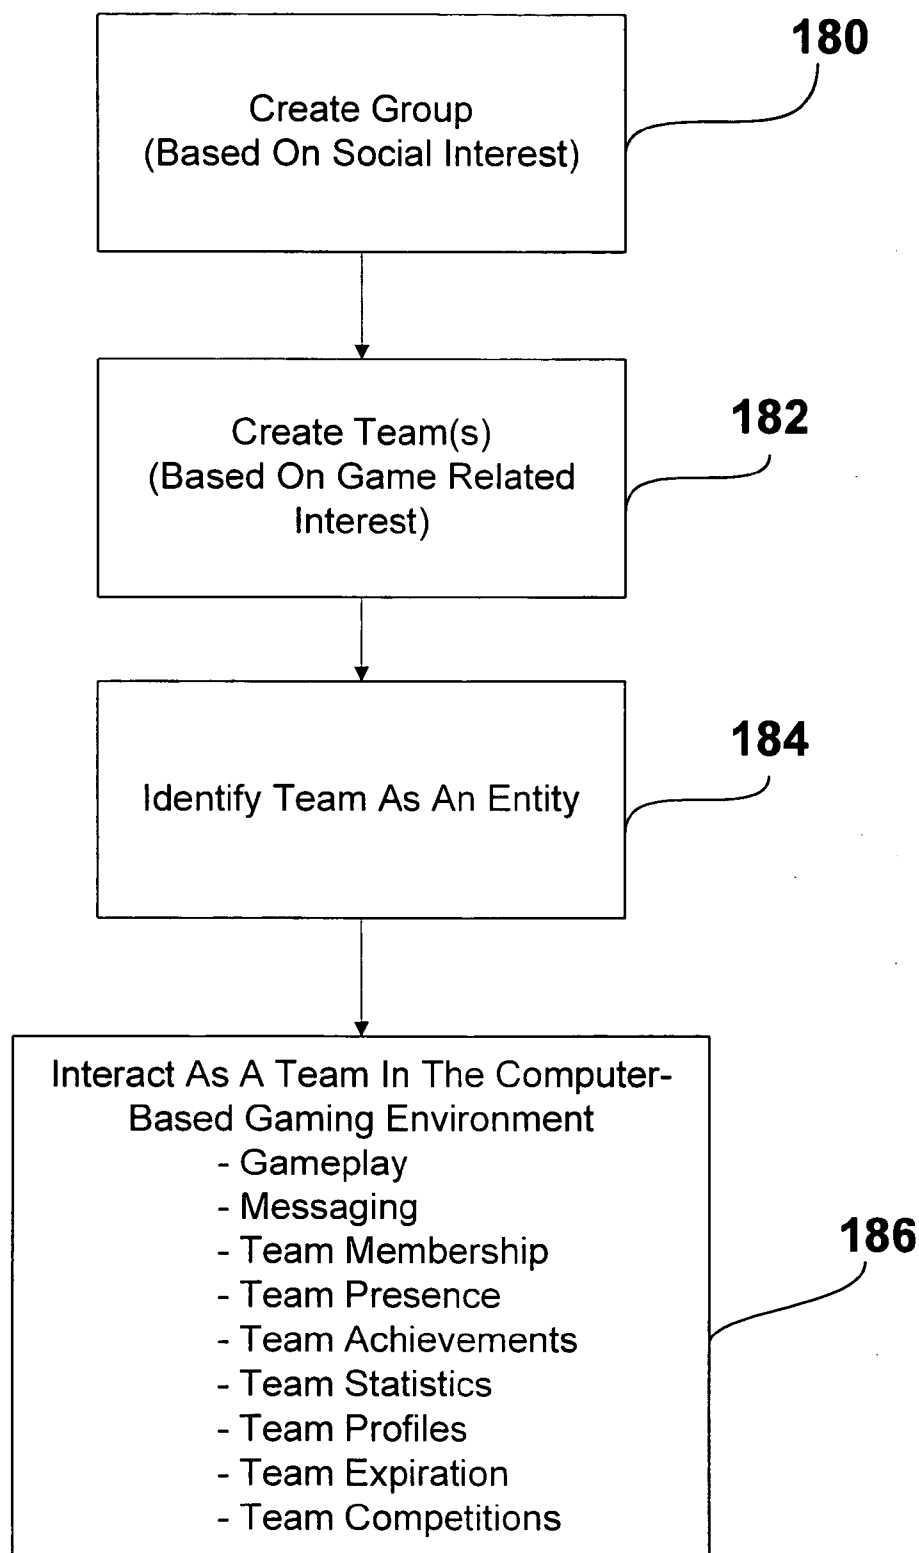 180
Create Group
(Based On Social Interest)
182
Create Team(s)
(Based On Game Related
Interest)
184
Identify Team As An Entity
Interact As A Team In The Computer-
Based Gaming Environment
- Gameplay
- Messaging
- Team Membership
186
- Team Presence
- Team Achievements
- Team Statistics
- Team Profiles
- Team Expiration
- Team Competitions